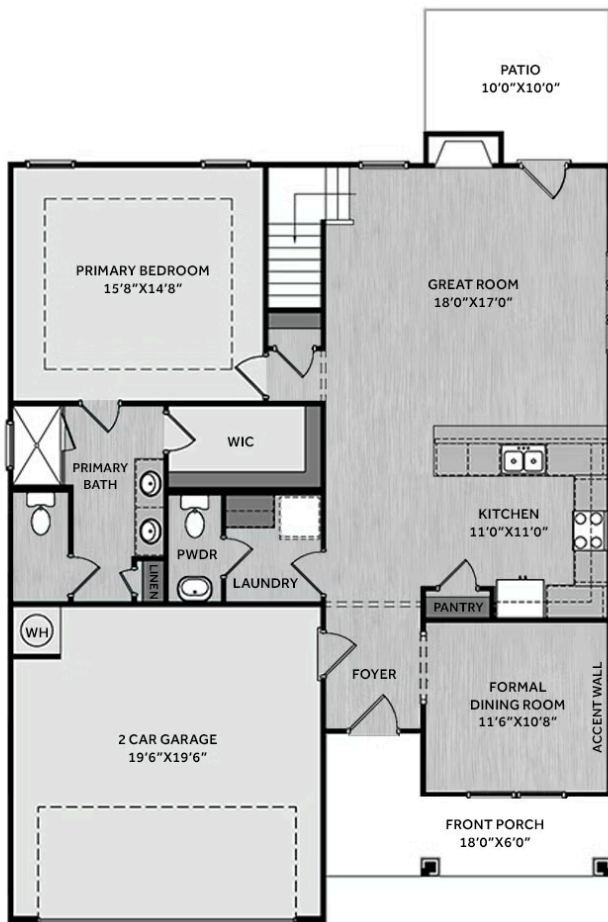 PATIO
10'0"X10'0"
PRIMARY BEDROOM
15'8"X14'8"
GREAT ROOM
18'0"X17'0"
WIC
PRIMARY
BATH
KITCHEN
11'0"X11'0"
PWDR
LAUNDRY
LINEN
PANTRY
WH
FOYER
FORMAL
DINING ROOM
11'6"X10'8"
ACCENT WALL
2 CAR GARAGE
19'6"X19'6"
FRONT PORCH
18'0"X6'0"